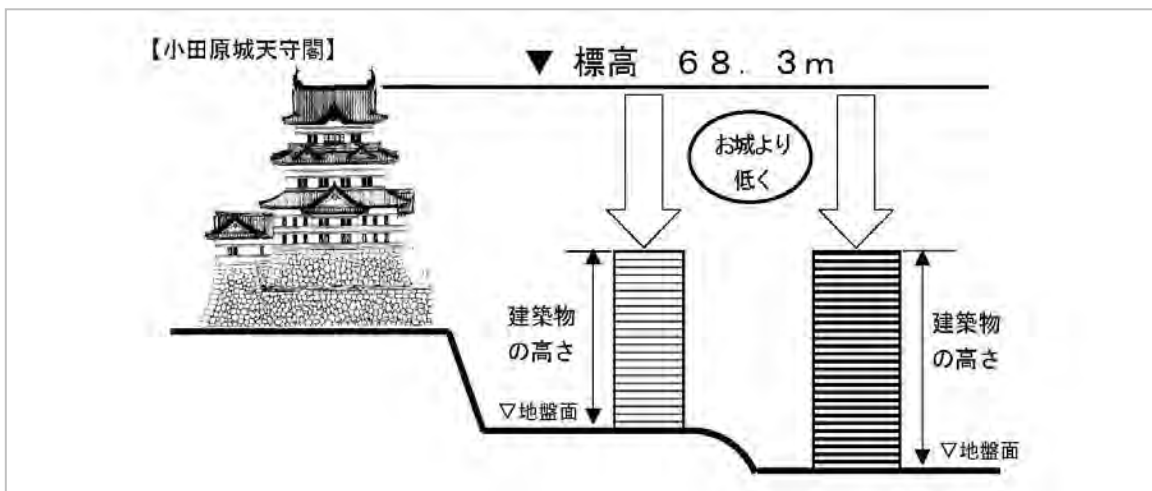 【小田原城天守閣】
▼ 標高 ６８．３ｍ
お城より
低く
建築物
の高さ
▽地盤面
建築物
の高さ
▽地盤面